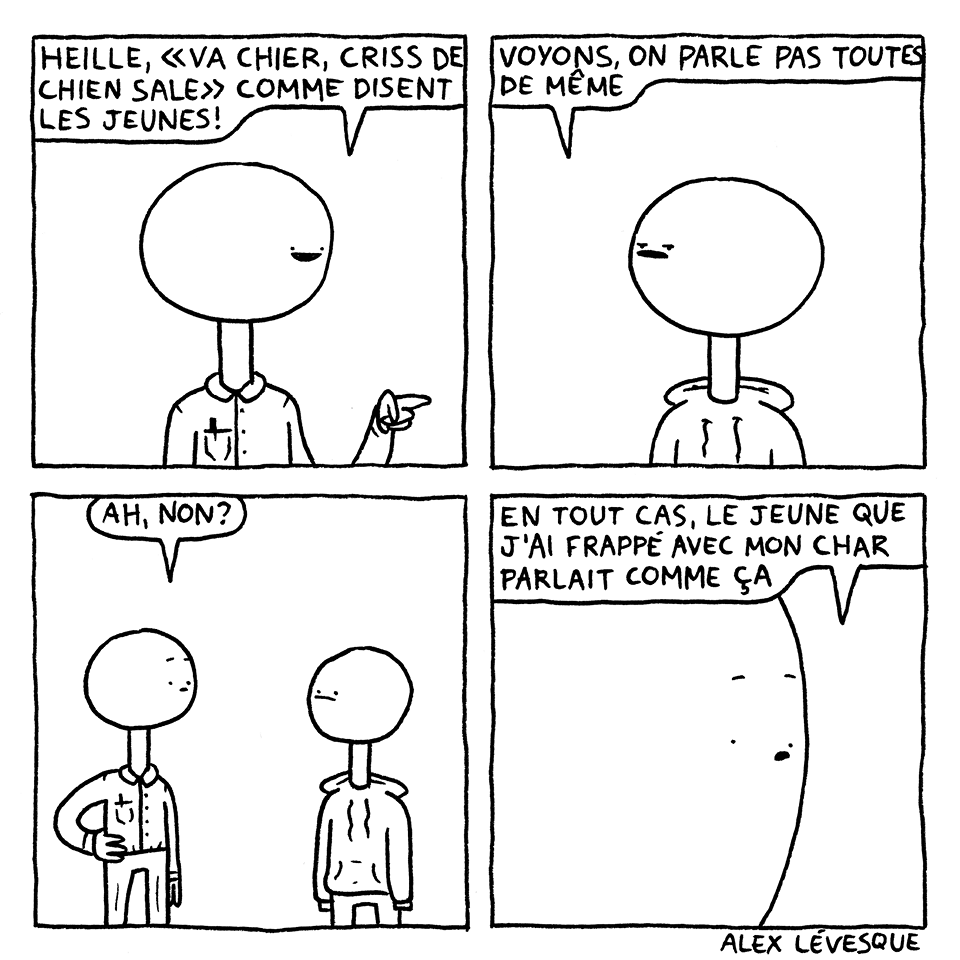 HEILLE, «VA CHIER, CRISS DE
CHIEN SALE» COMME DISENT
LES JEUNES!
VOYONS, ON PARLE PAS TOUTES
DE MÊME
AH, NON?
EN TOUT CAS, LE JEUNE QUE
J'AI FRAPPÉ AVEC MON CHAR
PARLAIT COMME ÇA
ALEX LÉVESQUE